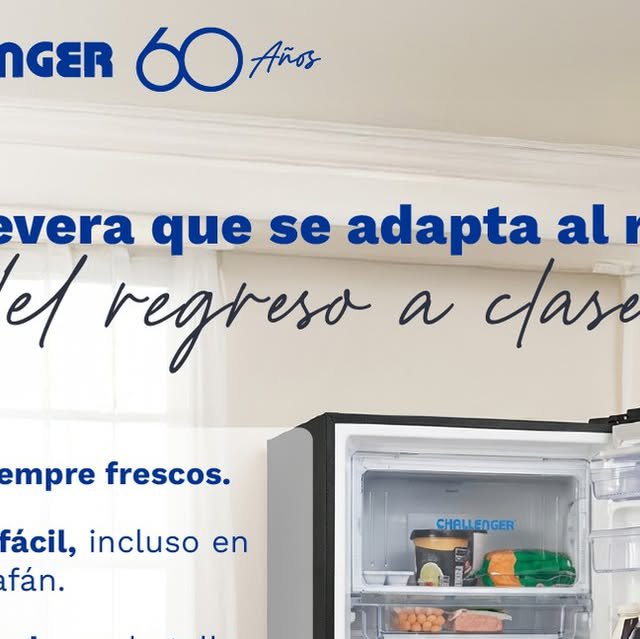 NGER 60 Años
evera que se adapta al r
del regreso a clase
empre frescos.
fácil, incluso en
afán.
CHALLENGER